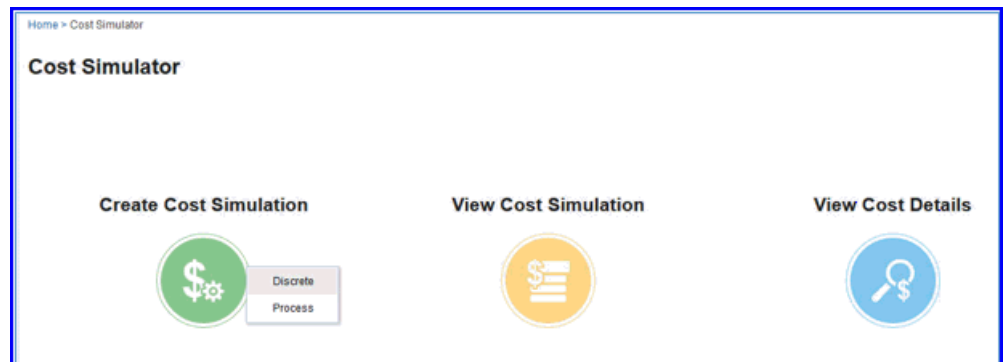 Home > Cost Simulator
Cost Simulator
Create Cost Simulation
View Cost Simulation
View Cost Details
$
Discrete
Process
$
$